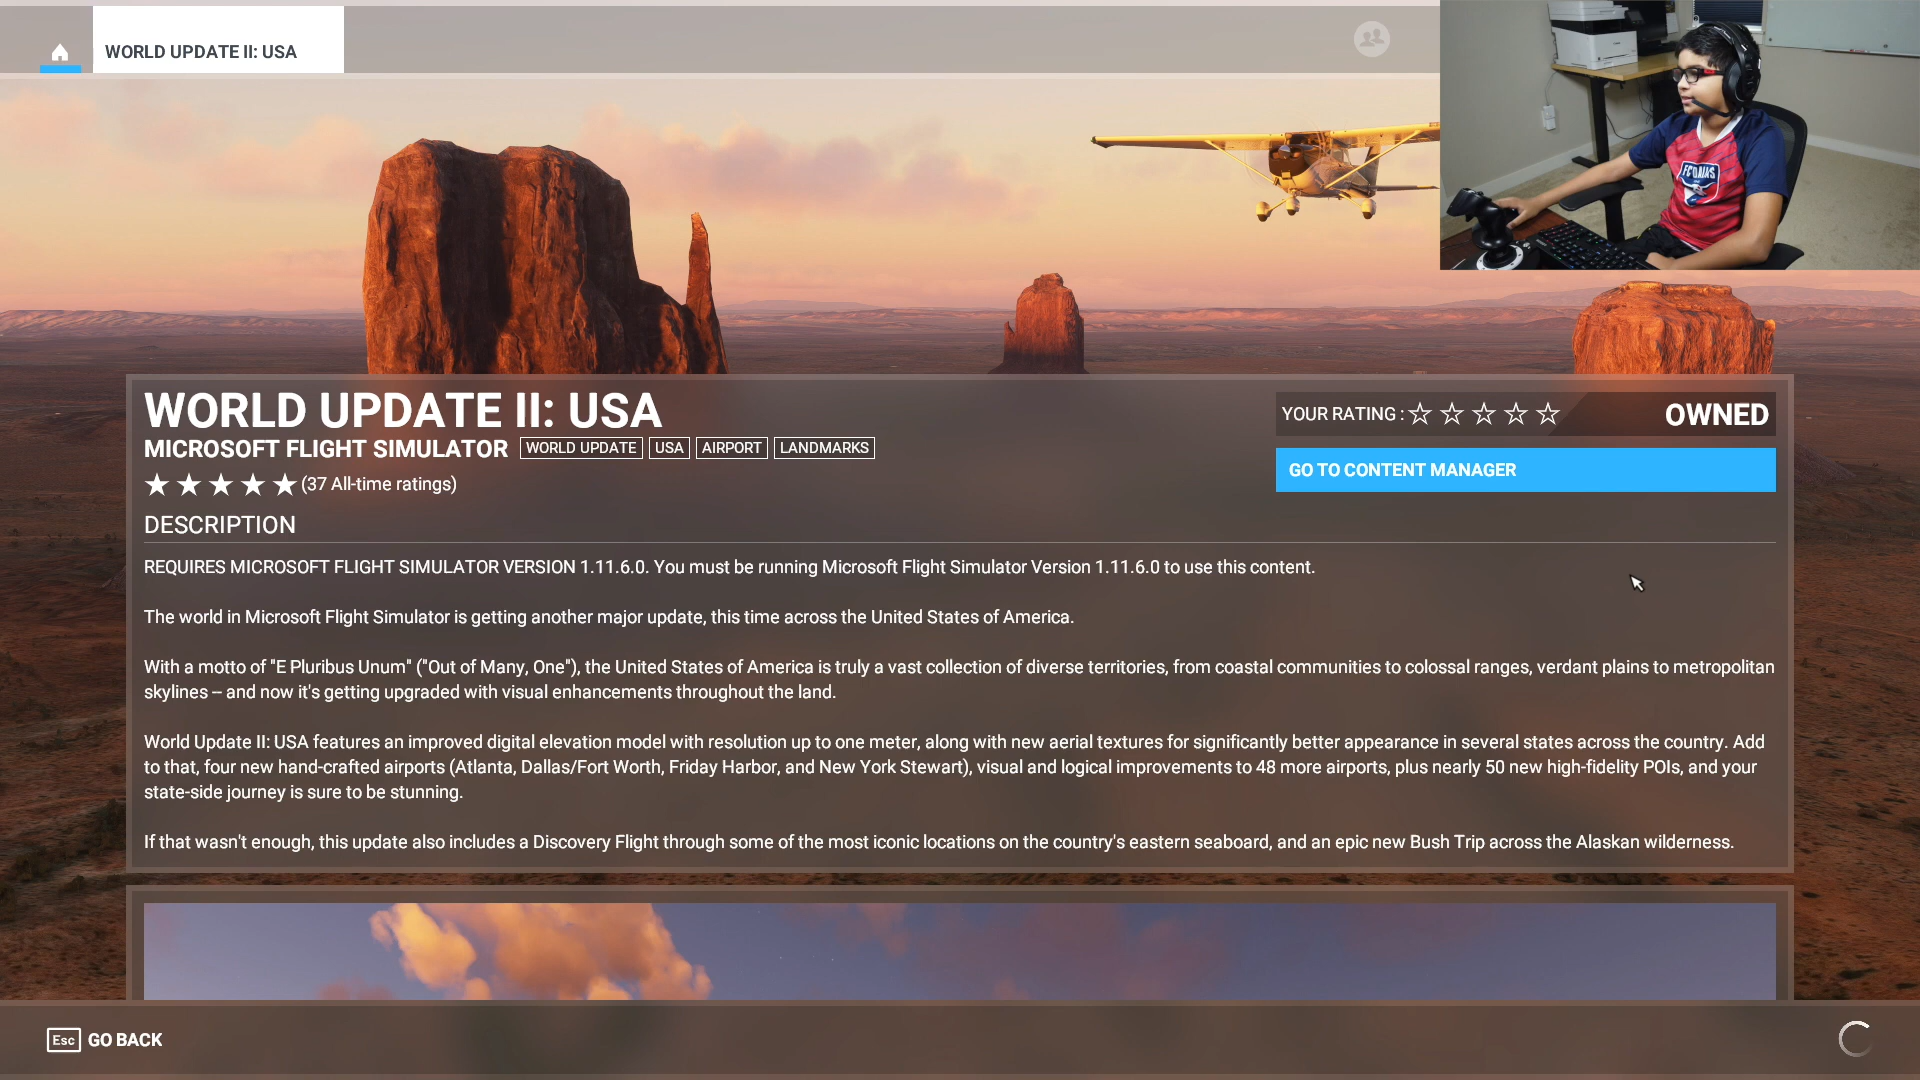 WORLD UPDATE II: USA
FC DALLAS
WORLD UPDATE II: USA
MICROSOFT FLIGHT SIMULATOR WORLD UPDATE USA AIRPORT LANDMARKS
(37 All-time ratings)
YOUR RATING : OWNED
GO TO CONTENT MANAGER
DESCRIPTION
REQUIRES MICROSOFT FLIGHT SIMULATOR VERSION 1.11.6.0. You must be running Microsoft Flight Simulator Version 1.11.6.0 to use this content.
The world in Microsoft Flight Simulator is getting another major update, this time across the United States of America.
With a motto of "E Pluribus Unum" ("Out of Many, One"), the United States of America is truly a vast collection of diverse territories, from coastal communities to colossal ranges, verdant plains to metropolitan
skylines – and now it's getting upgraded with visual enhancements throughout the land.
World Update II: USA features an improved digital elevation model with resolution up to one meter, along with new aerial textures for significantly better appearance in several states across the country. Add
to that, four new hand-crafted airports (Atlanta, Dallas/Fort Worth, Friday Harbor, and New York Stewart), visual and logical improvements to 48 more airports, plus nearly 50 new high-fidelity POIs, and your
state-side journey is sure to be stunning.
If that wasn't enough, this update also includes a Discovery Flight through some of the most iconic locations on the country's eastern seaboard, and an epic new Bush Trip across the Alaskan wilderness.
Esc GO BACK